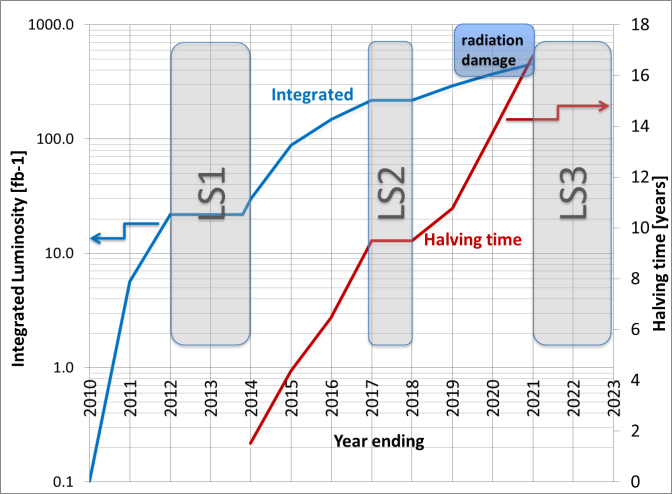 1000.0
100.0
10.0
1.0
0.1
Integrated Luminosity [fb-1]
18
16
14
12
10
8
6
4
2
0
Halving time [years]
radiation
damage
Integrated
Halving time
LS1
LS2
LS3
2010
2011
2012
2013
2014
2015
2016
2017
2018
2019
2020
2021
2022
2023
Year ending